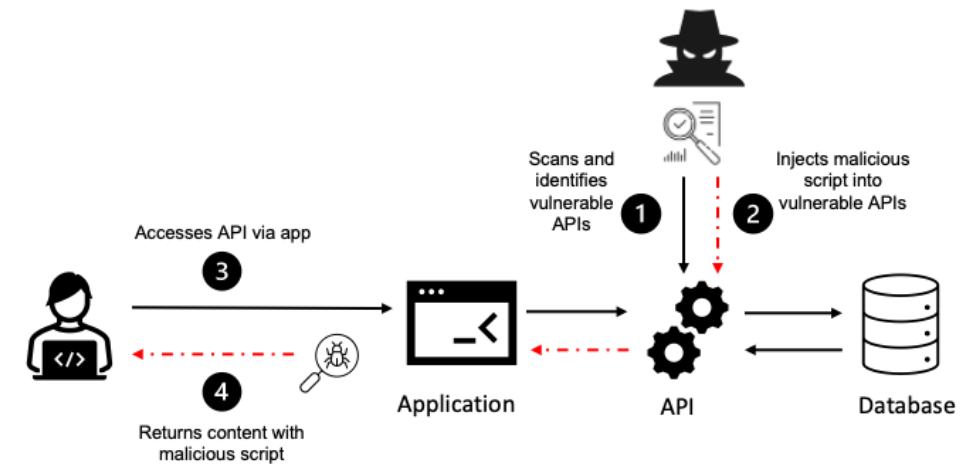 Scans and
identifies
vulnerable
APIs
1
2
Injects malicious
script into
vulnerable APIs
Accesses API via app
3
</>
4
Returns content with
malicious script
Application
API
Database